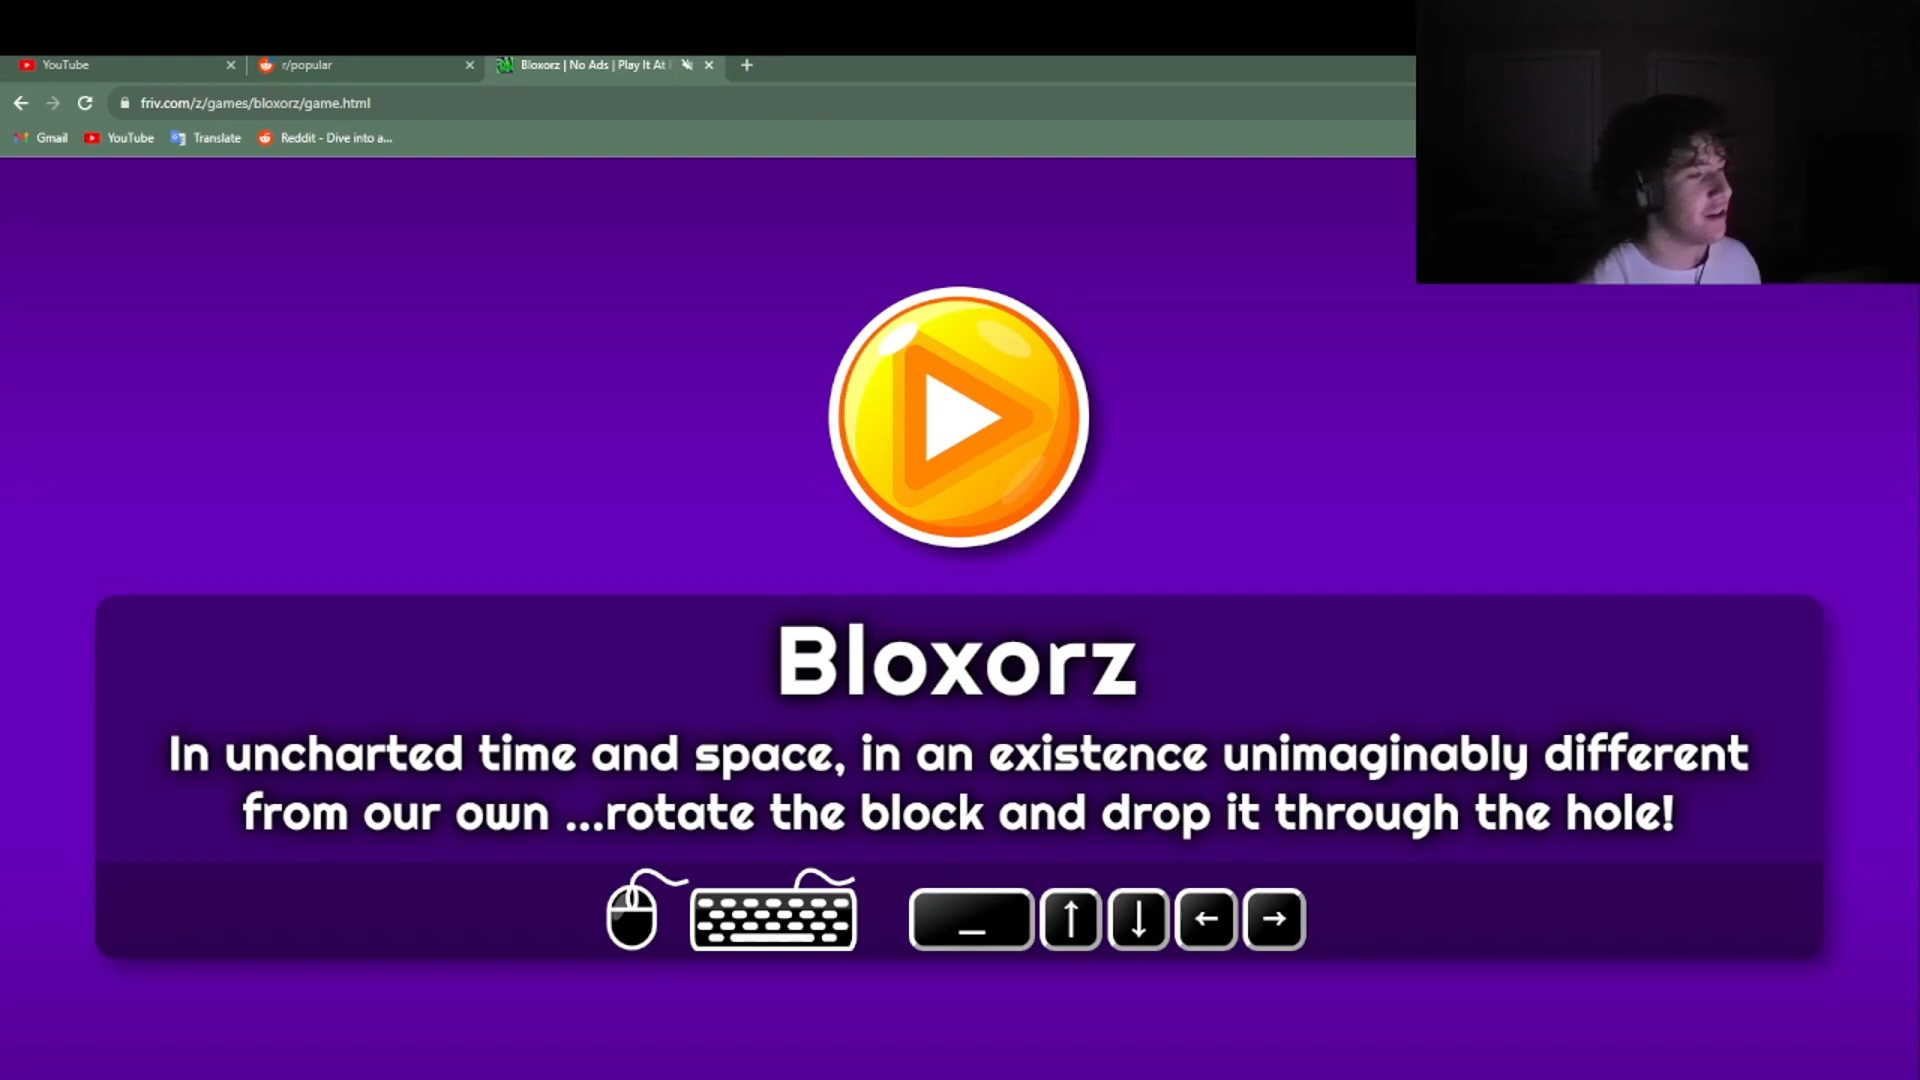 YouTube
r/popular
Bloxorz | No Ads | Play It At
friv.com/z/games/bloxorz/game.html
Gmail YouTube Translate Reddit - Dive into a...
Bloxorz
In uncharted time and space, in an existence unimaginably different
from our own ...rotate the block and drop it through the hole!